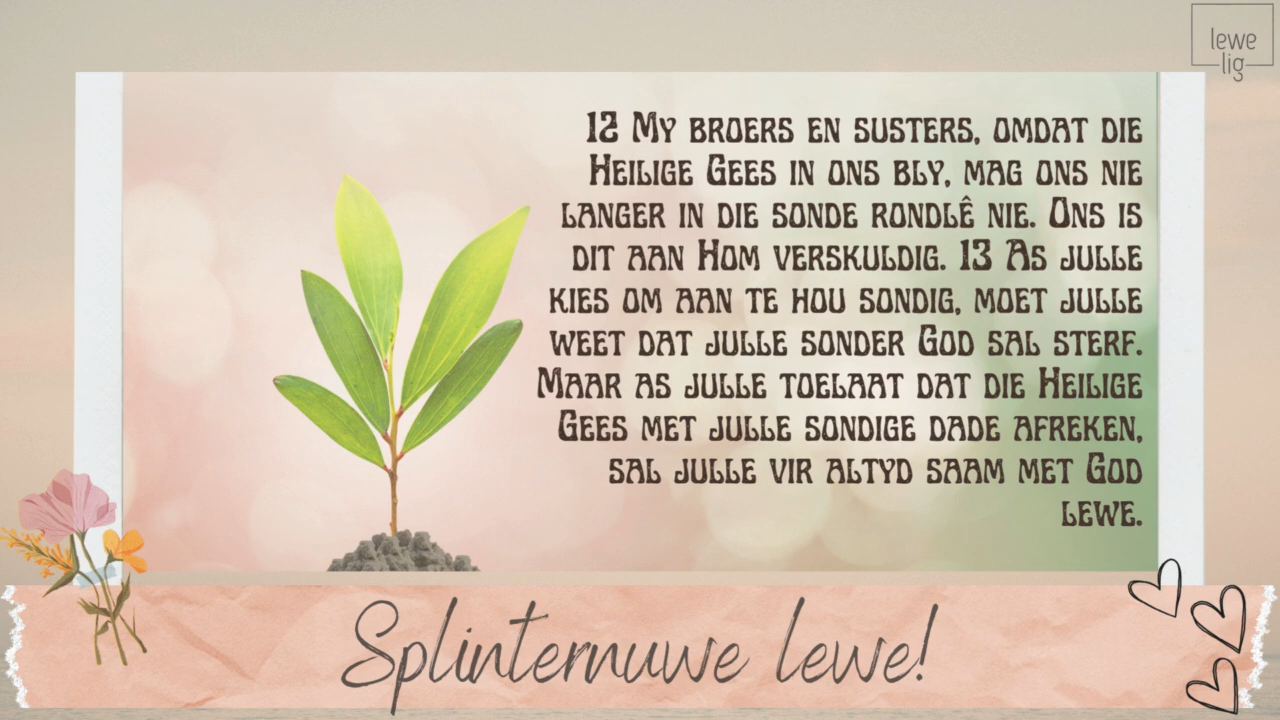 lewe
lig
12 My broers en susters, omdat die
Heilige Gees in ons bly, mag ons nie
langer in die sonde rondlê nie. Ons is
dit aan Hom verskuldig. 13 As julle
kies om aan te hou sondig, moet julle
weet dat julle sonder God sal sterf.
Maar as julle toelaat dat die Heilige
Gees met julle sondige dade afreken,
sal julle vir altyd saam met God
lewe.
Splinternuwe lewe!